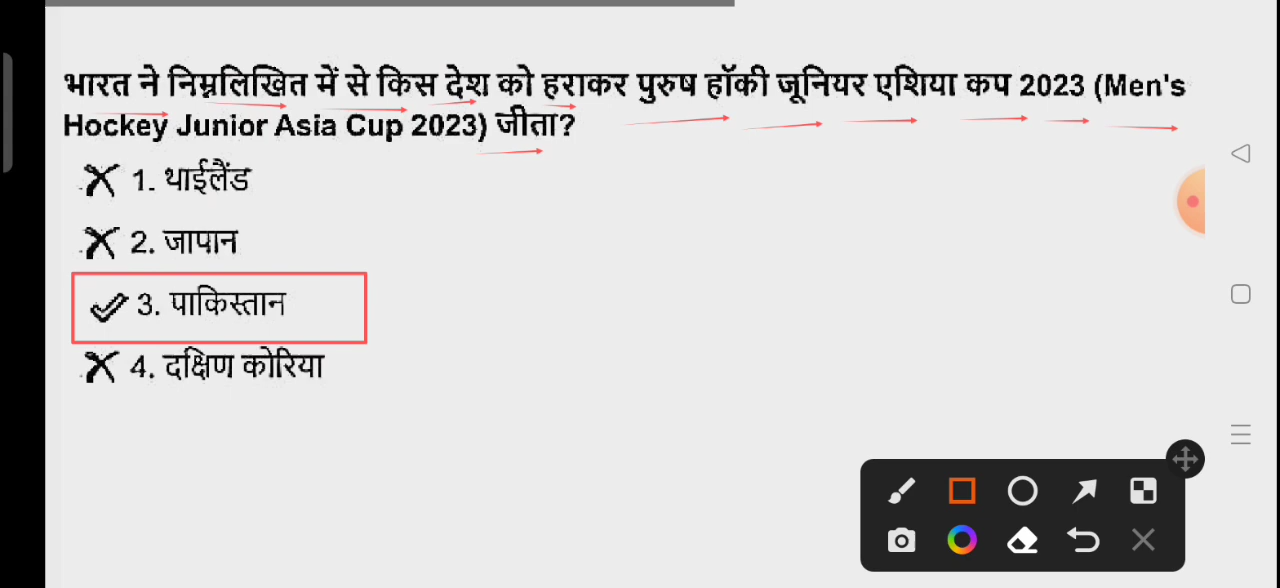 भारत ने निम्नलिखित में से किस देश को हराकर पुरुष हॉकी जूनियर एशिया कप 2023 (Men's
Hockey Junior Asia Cup 2023) जीता?
1. थाईलैंड
2. जापान
3. पाकिस्तान
4. दक्षिण कोरिया